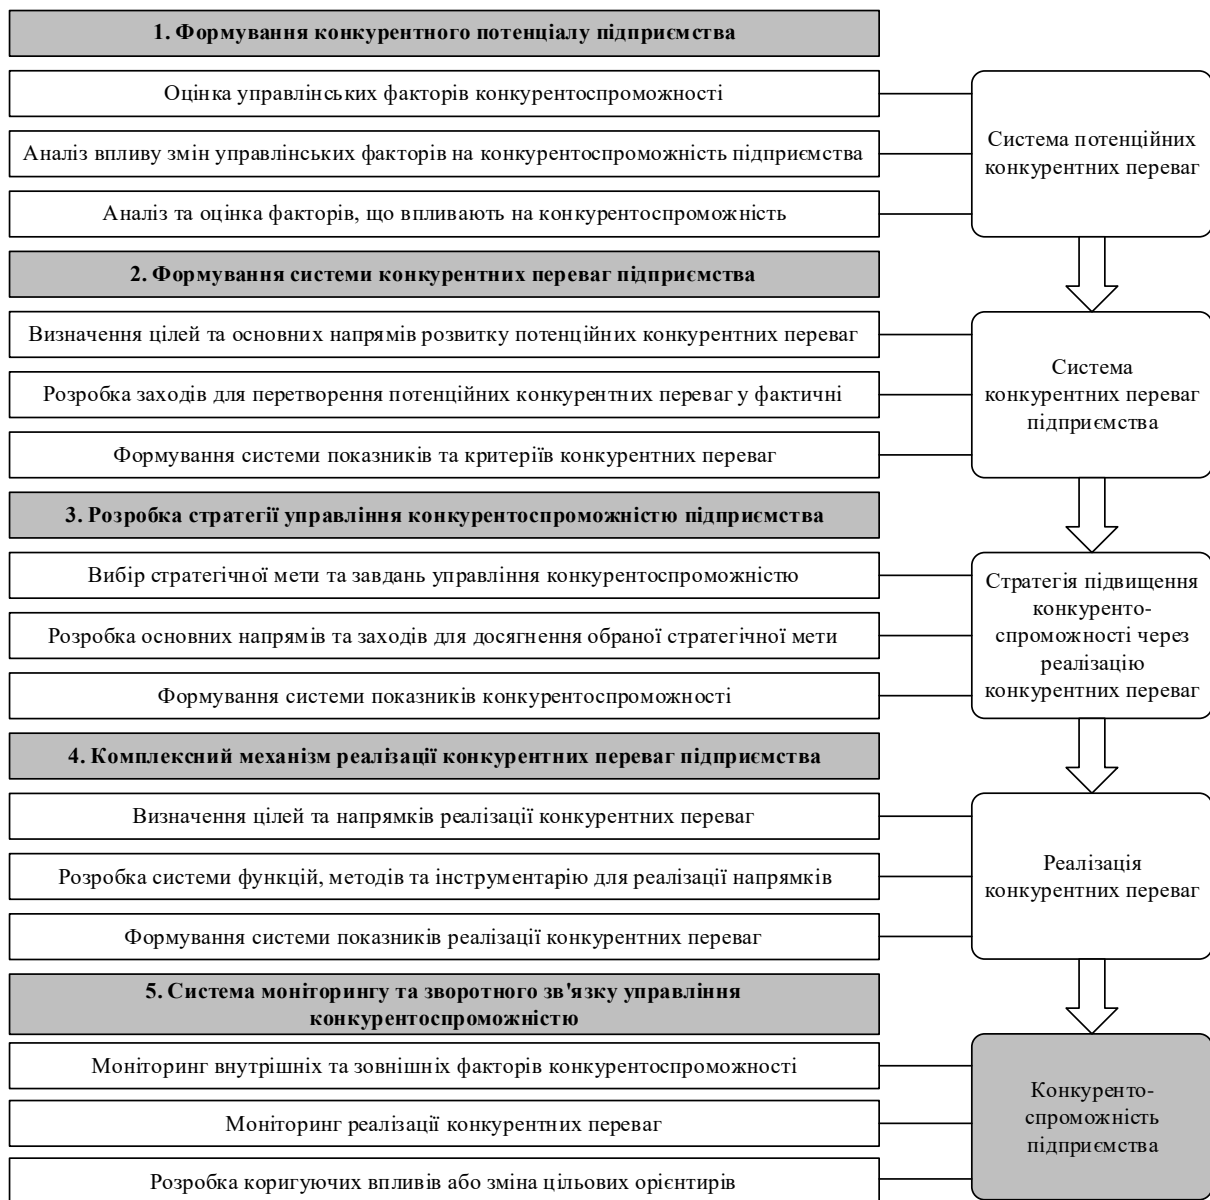 1. Формування конкурентного потенціалу підприємства
Оцінка управлінських факторів конкурентоспроможності
Аналіз впливу змін управлінських факторів на конкурентоспроможність підприємства
Аналіз та оцінка факторів, що впливають на конкурентоспроможність
Система потенційних
конкурентних переваг
2. Формування системи конкурентних переваг підприємства
Визначення цілей та основних напрямів розвитку потенційних конкурентних переваг
Розробка заходів для перетворення потенційних конкурентних переваг у фактичні
Формування системи показників та критеріїв конкурентних переваг
Система
конкурентних переваг
підприємства
3. Розробка стратегії управління конкурентоспроможністю підприємства
Вибір стратегічної мети та завдань управління конкурентоспроможністю
Розробка основних напрямів та заходів для досягнення обраної стратегічної мети
Формування системи показників конкурентоспроможності
Стратегія підвищення
конкуренто-
спроможності через
реалізацію
конкурентних переваг
4. Комплексний механізм реалізації конкурентних переваг підприємства
Визначення цілей та напрямків реалізації конкурентних переваг
Розробка системи функцій, методів та інструментарію для реалізації напрямків
Формування системи показників реалізації конкурентних переваг
Реалізація
конкурентних переваг
5. Система моніторингу та зворотного зв'язку управління
конкурентоспроможністю
Моніторинг внутрішніх та зовнішніх факторів конкурентоспроможності
Моніторинг реалізації конкурентних переваг
Розробка коригуючих впливів або зміна цільових орієнтирів
Конкуренто-
спроможність
підприємства